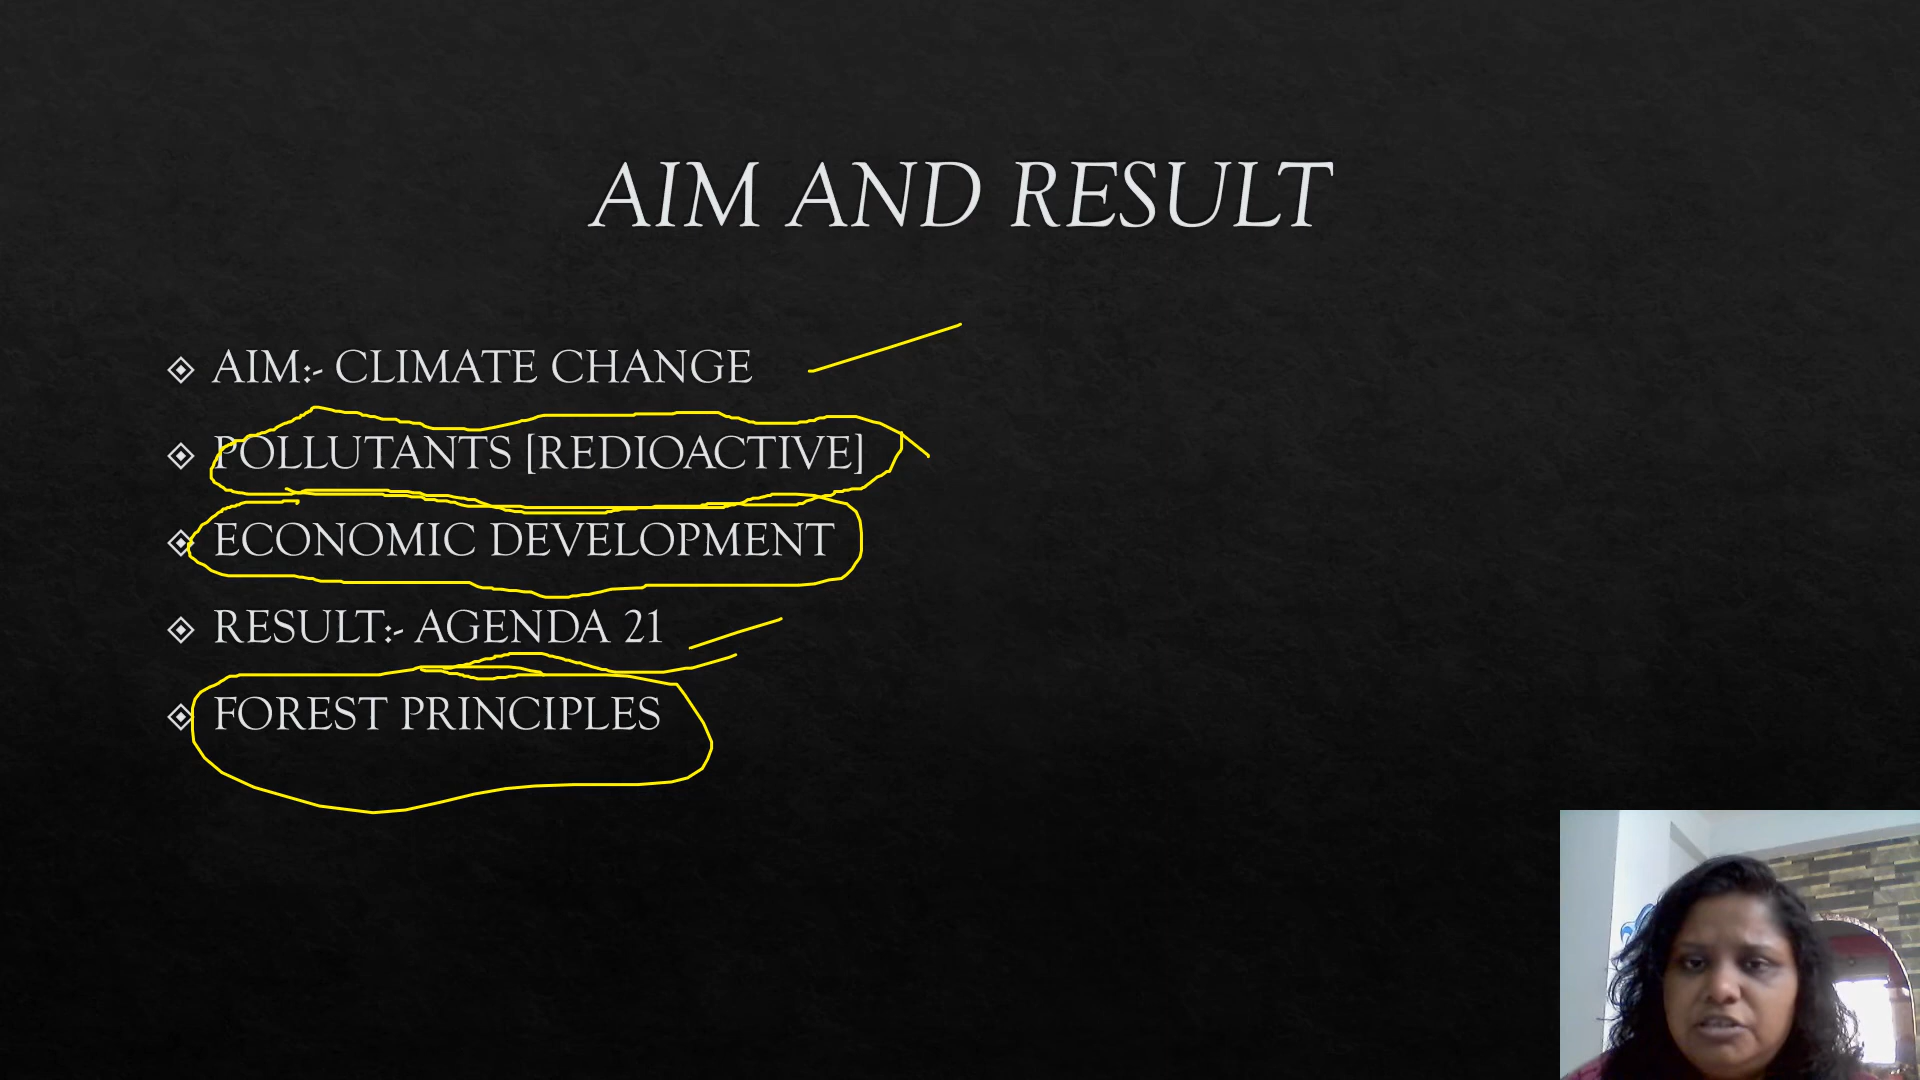 AIM AND RESULT
AIM:- CLIMATE CHANGE
POLLUTANTS [REDIOACTIVE]
ECONOMIC DEVELOPMENT
RESULT:- AGENDA 21
FOREST PRINCIPLES